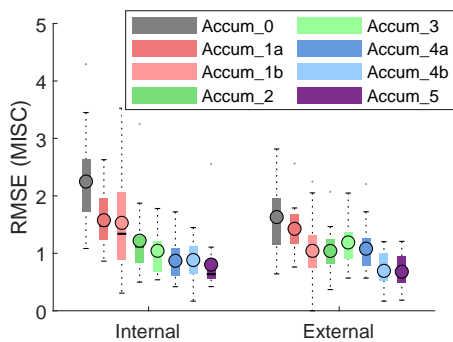 Accum_0
Accum_3
Accum_1a
Accum_4a
Accum_1b
Accum_4b
Accum_2
Accum_5
RMSE (MISC)
5
4
3
2
1
0
Internal
External